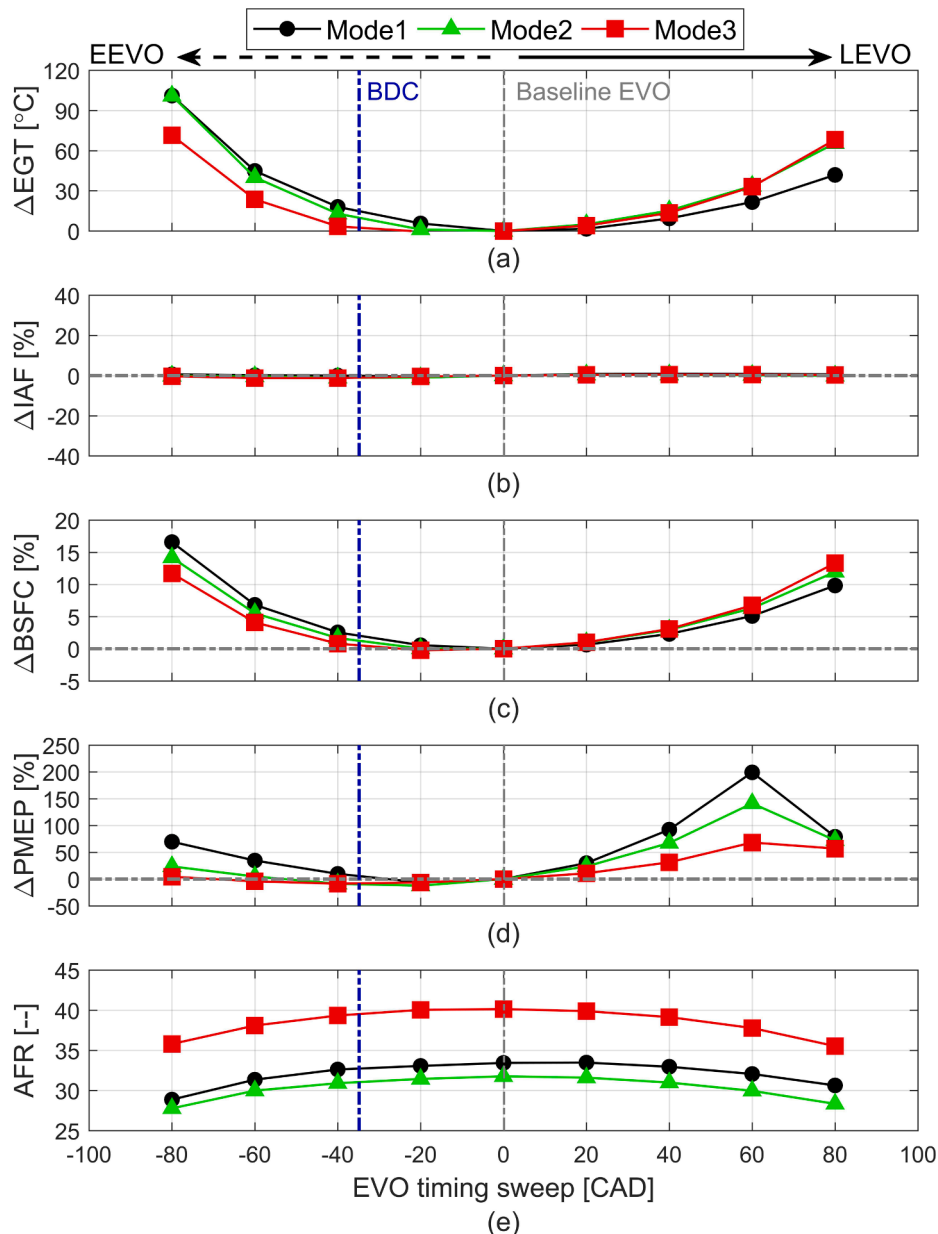 Mode1 Mode2 Mode3
EEVO LEVO
BDC Baseline EVO
ΔEGT [°C]
120
90
60
30
0
(a)
ΔIAF [%]
40
20
0
-20
-40
(b)
ΔBSFC [%]
20
15
10
5
0
-5
(c)
ΔPMEP [%]
250
200
150
100
50
0
-50
(d)
AFR [--]
45
40
35
30
25
-100 -80 -60 -40 -20 0 20 40 60 80 100
EVO timing sweep [CAD]
(e)